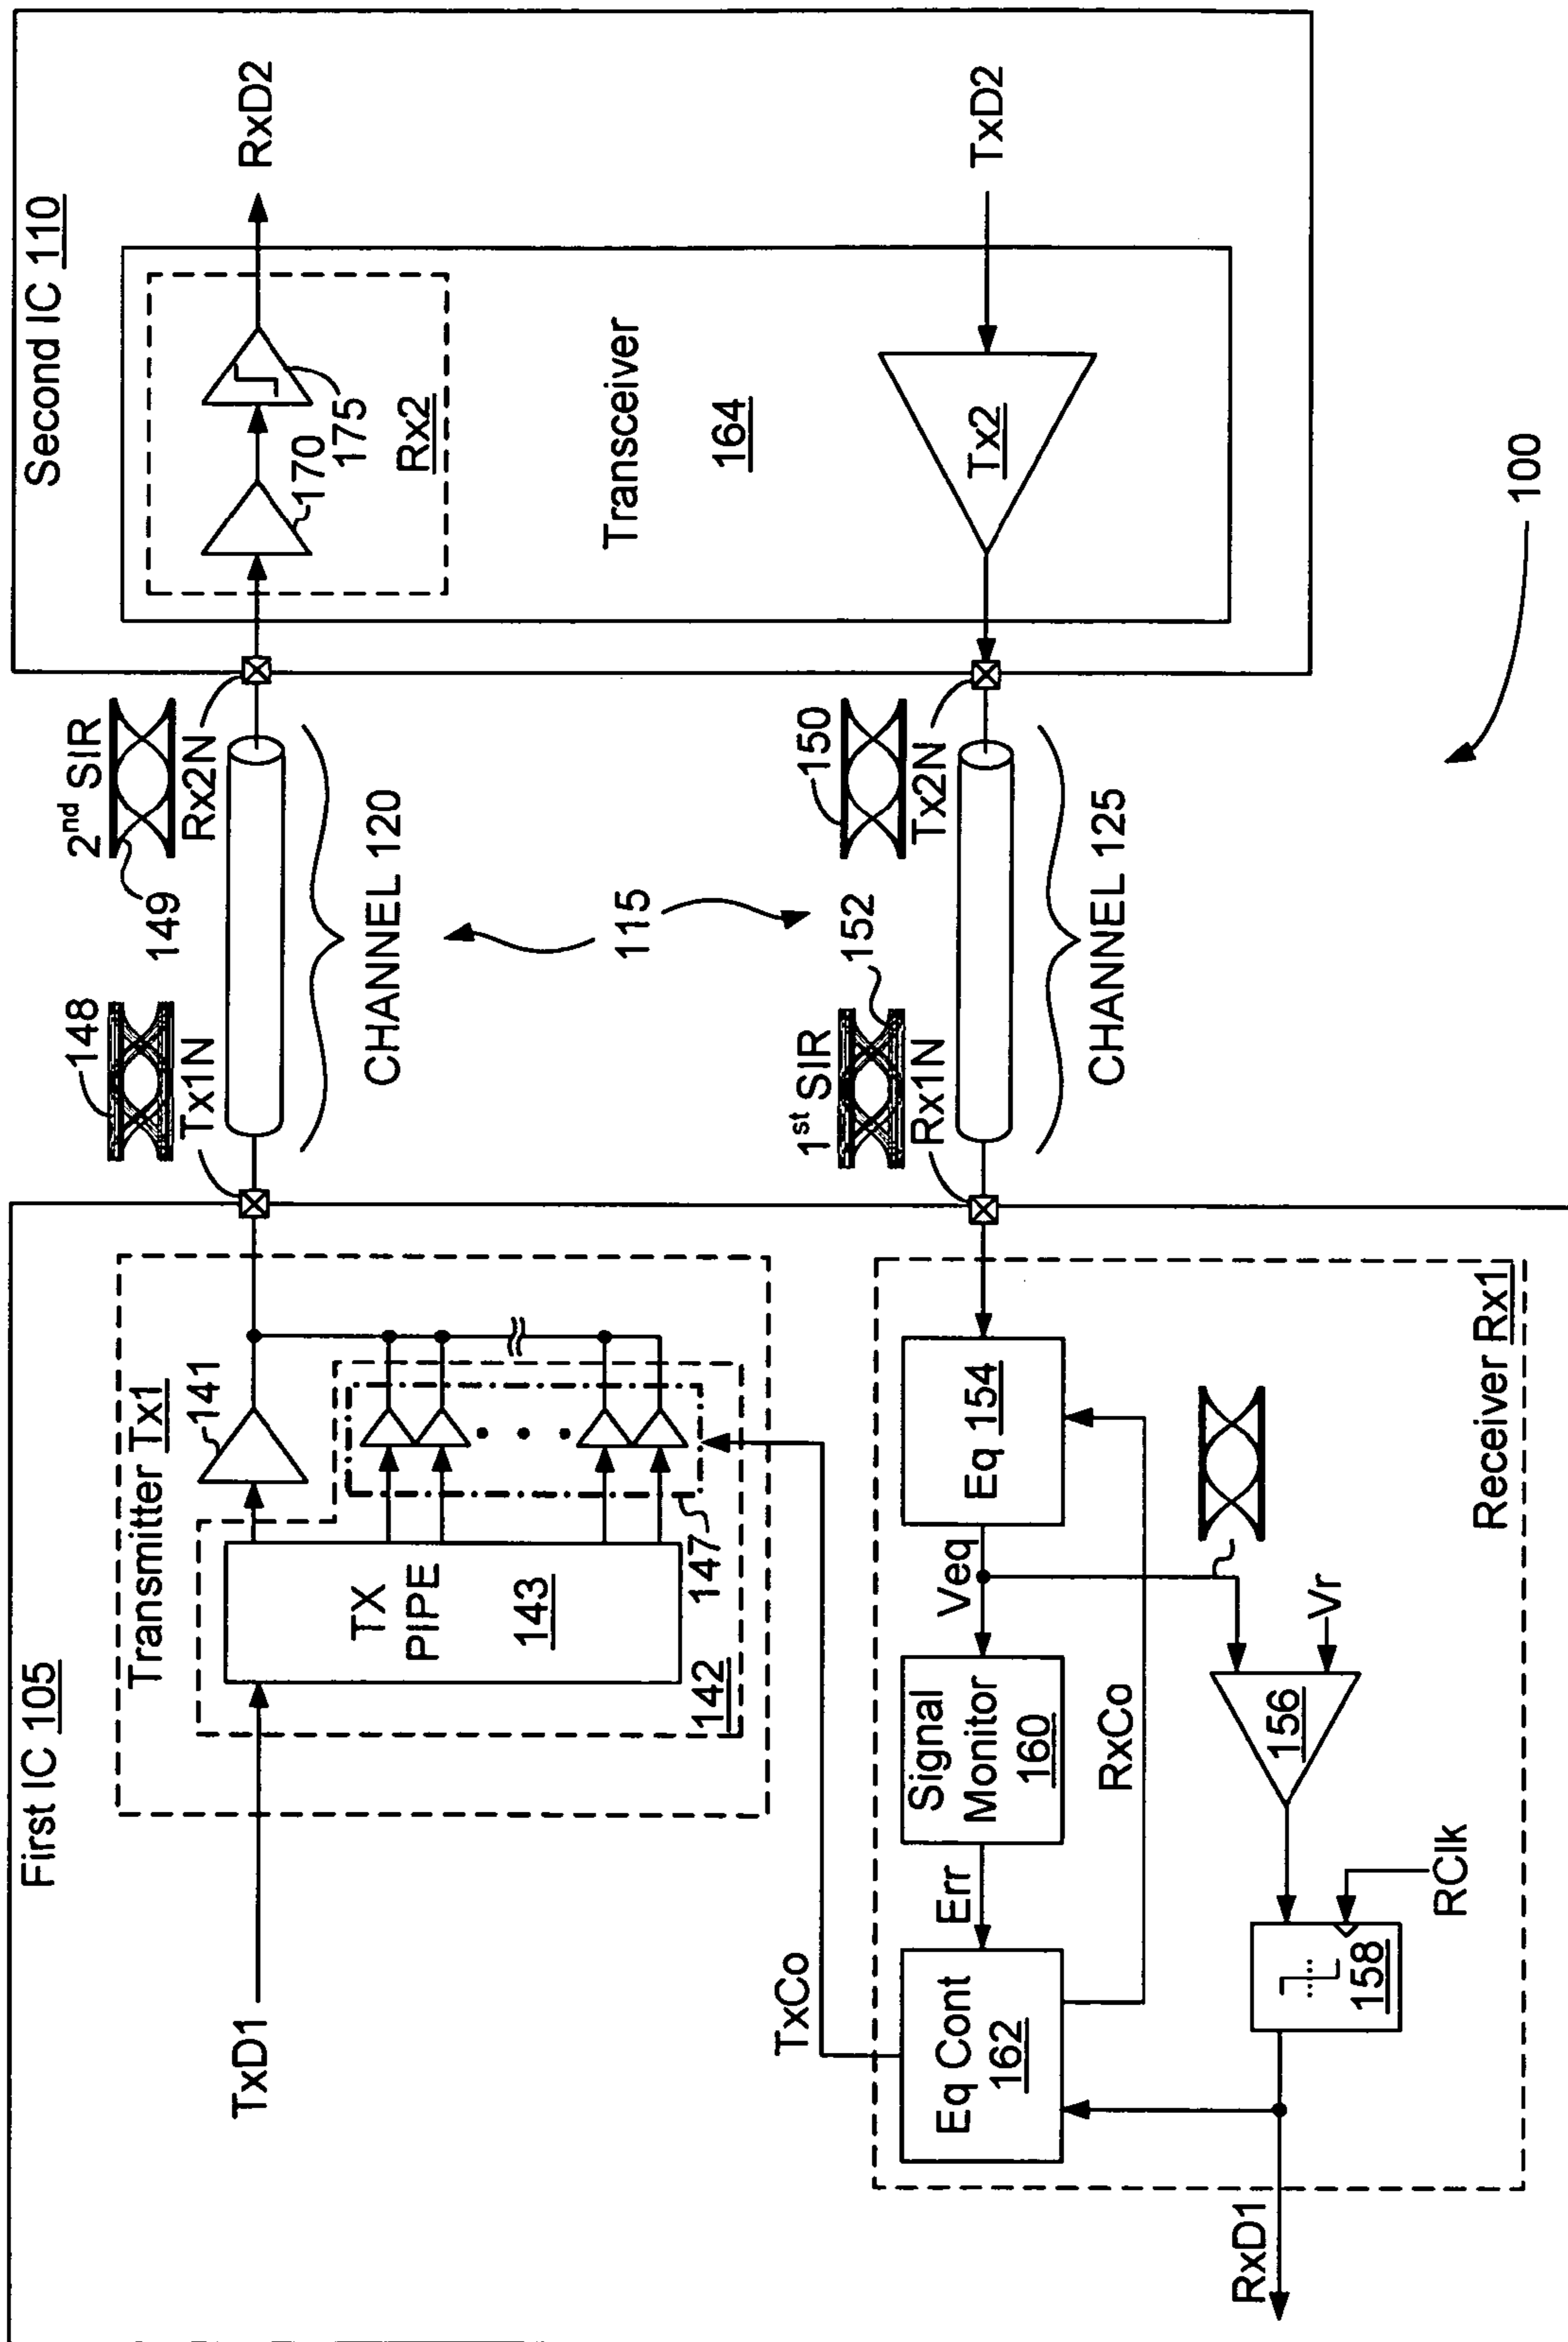 First IC 105
Transmitter Tx1
141
TxD1
TX
PIPE
143
142
147
148
Tx1N
2nd SIR
149
Rx2N
CHANNEL 120
115
Second IC 110
RxD2
170
175
Rx2
Transceiver
164
Tx2
TxD2
150
Tx2N
1st SIR
152
Rx1N
CHANNEL 125
TxCo
Eq Cont
162
Err
Signal
Monitor
160
Veq
Eq 154
RxCo
Vr
156
RClk
158
RxD1
Receiver Rx1
100